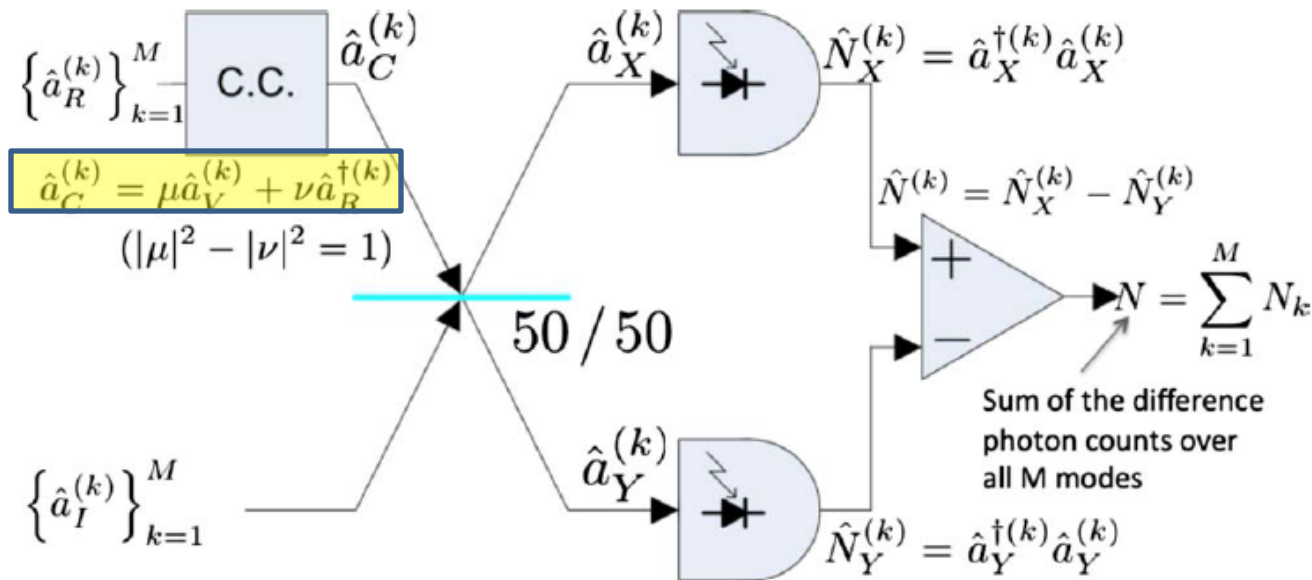 {â_R^(k)}_{k=1}^M
C.C.
â_C^(k)
â_C^(k) = μâ_V^(k) + νâ_R^†(k)
(|μ|² − |ν|² = 1)
50/50
{â_I^(k)}_{k=1}^M
â_X^(k)
N̂_X^(k) = â_X^†(k) â_X^(k)
N̂^(k) = N̂_X^(k) − N̂_Y^(k)
+
−
N = ∑_{k=1}^M N_k
Sum of the difference
photon counts over
all M modes
â_Y^(k)
N̂_Y^(k) = â_Y^†(k) â_Y^(k)